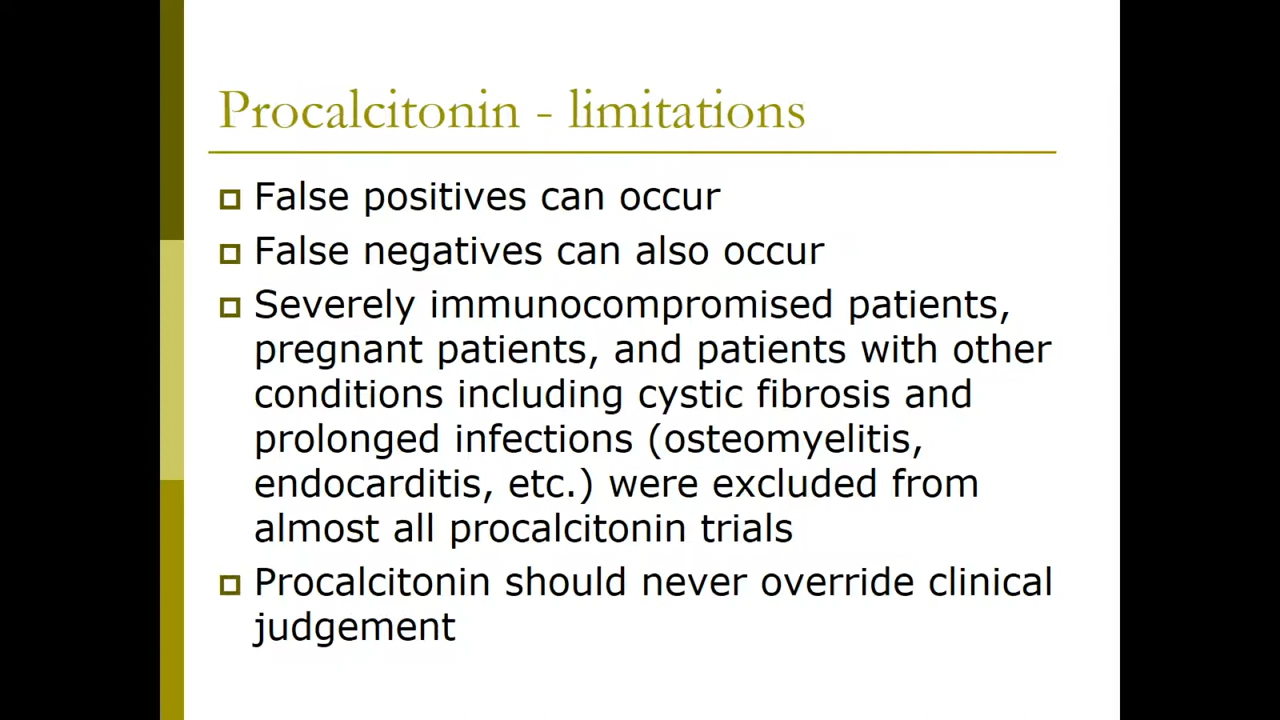 Procalcitonin - limitations
False positives can occur
False negatives can also occur
Severely immunocompromised patients,
pregnant patients, and patients with other
conditions including cystic fibrosis and
prolonged infections (osteomyelitis,
endocarditis, etc.) were excluded from
almost all procalcitonin trials
Procalcitonin should never override clinical
judgement